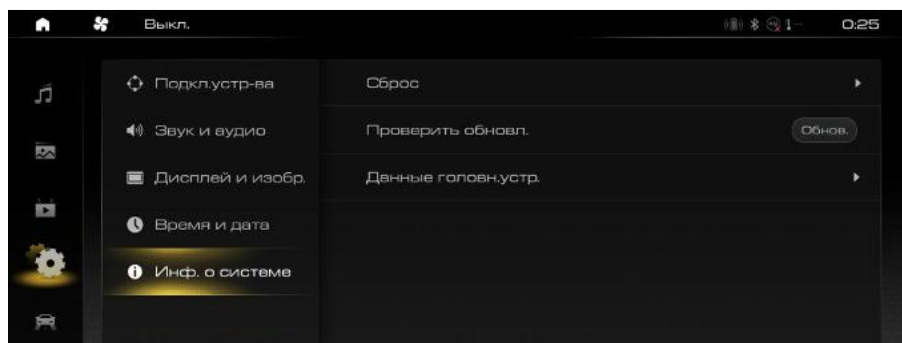 Выкл.
0:25
Подкл.устр-ва
Сброс
Звук и аудио
Проверить обновл.
Обнов.
Дисплей и изобр.
Данные головн.устр.
Время и дата
Инф. о системе